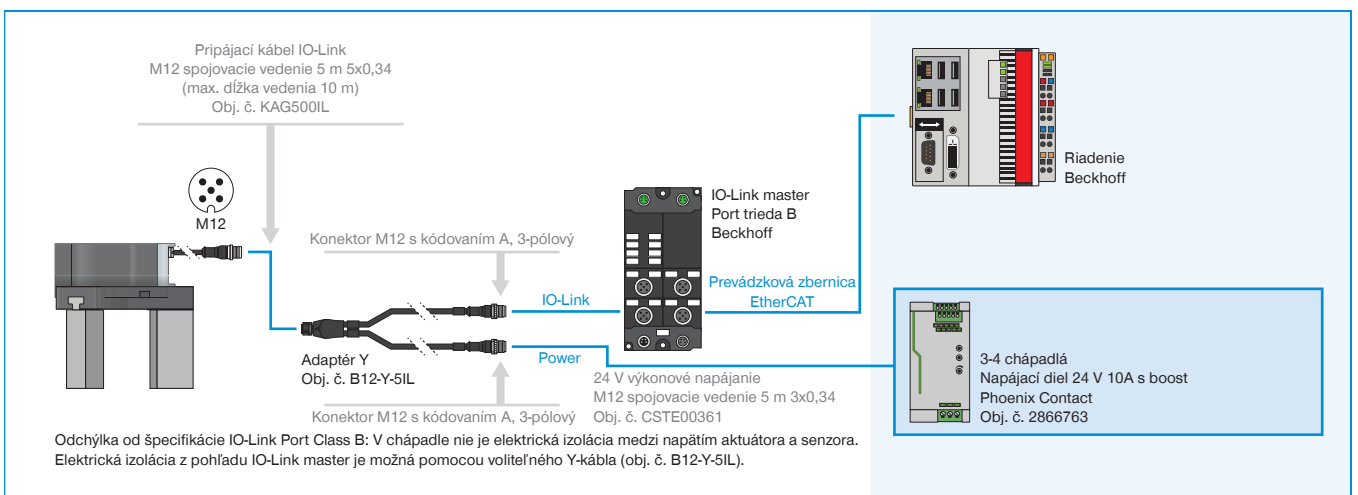 Pripájací kábel IO-Link
M12 spojovacie vedenie 5 m 5x0,34
(max. dĺžka vedenia 10 m)
Obj. č. KAG500IL
M12
Konektor M12 s kódovaním A, 3-pólový
IO-Link master
Port trieda B
Beckhoff
Riadenie
Beckhoff
IO-Link
Prevádzková zbernica
EtherCAT
Adaptér Y
Obj. č. B12-Y-5IL
Power
24 V výkonové napájanie
M12 spojovacie vedenie 5 m 3x0,34
Obj. č. CSTE00361
Konektor M12 s kódovaním A, 3-pólový
3-4 chápadlá
Napájací diel 24 V 10A s boost
Phoenix Contact
Obj. č. 2866763
Odchýlka od špecifikácie IO-Link Port Class B: V chápadle nie je elektrická izolácia medzi napätím aktuátora a senzora.
Elektrická izolácia z pohľadu IO-Link master je možná pomocou voliteľného Y-kábla (obj. č. B12-Y-5IL).